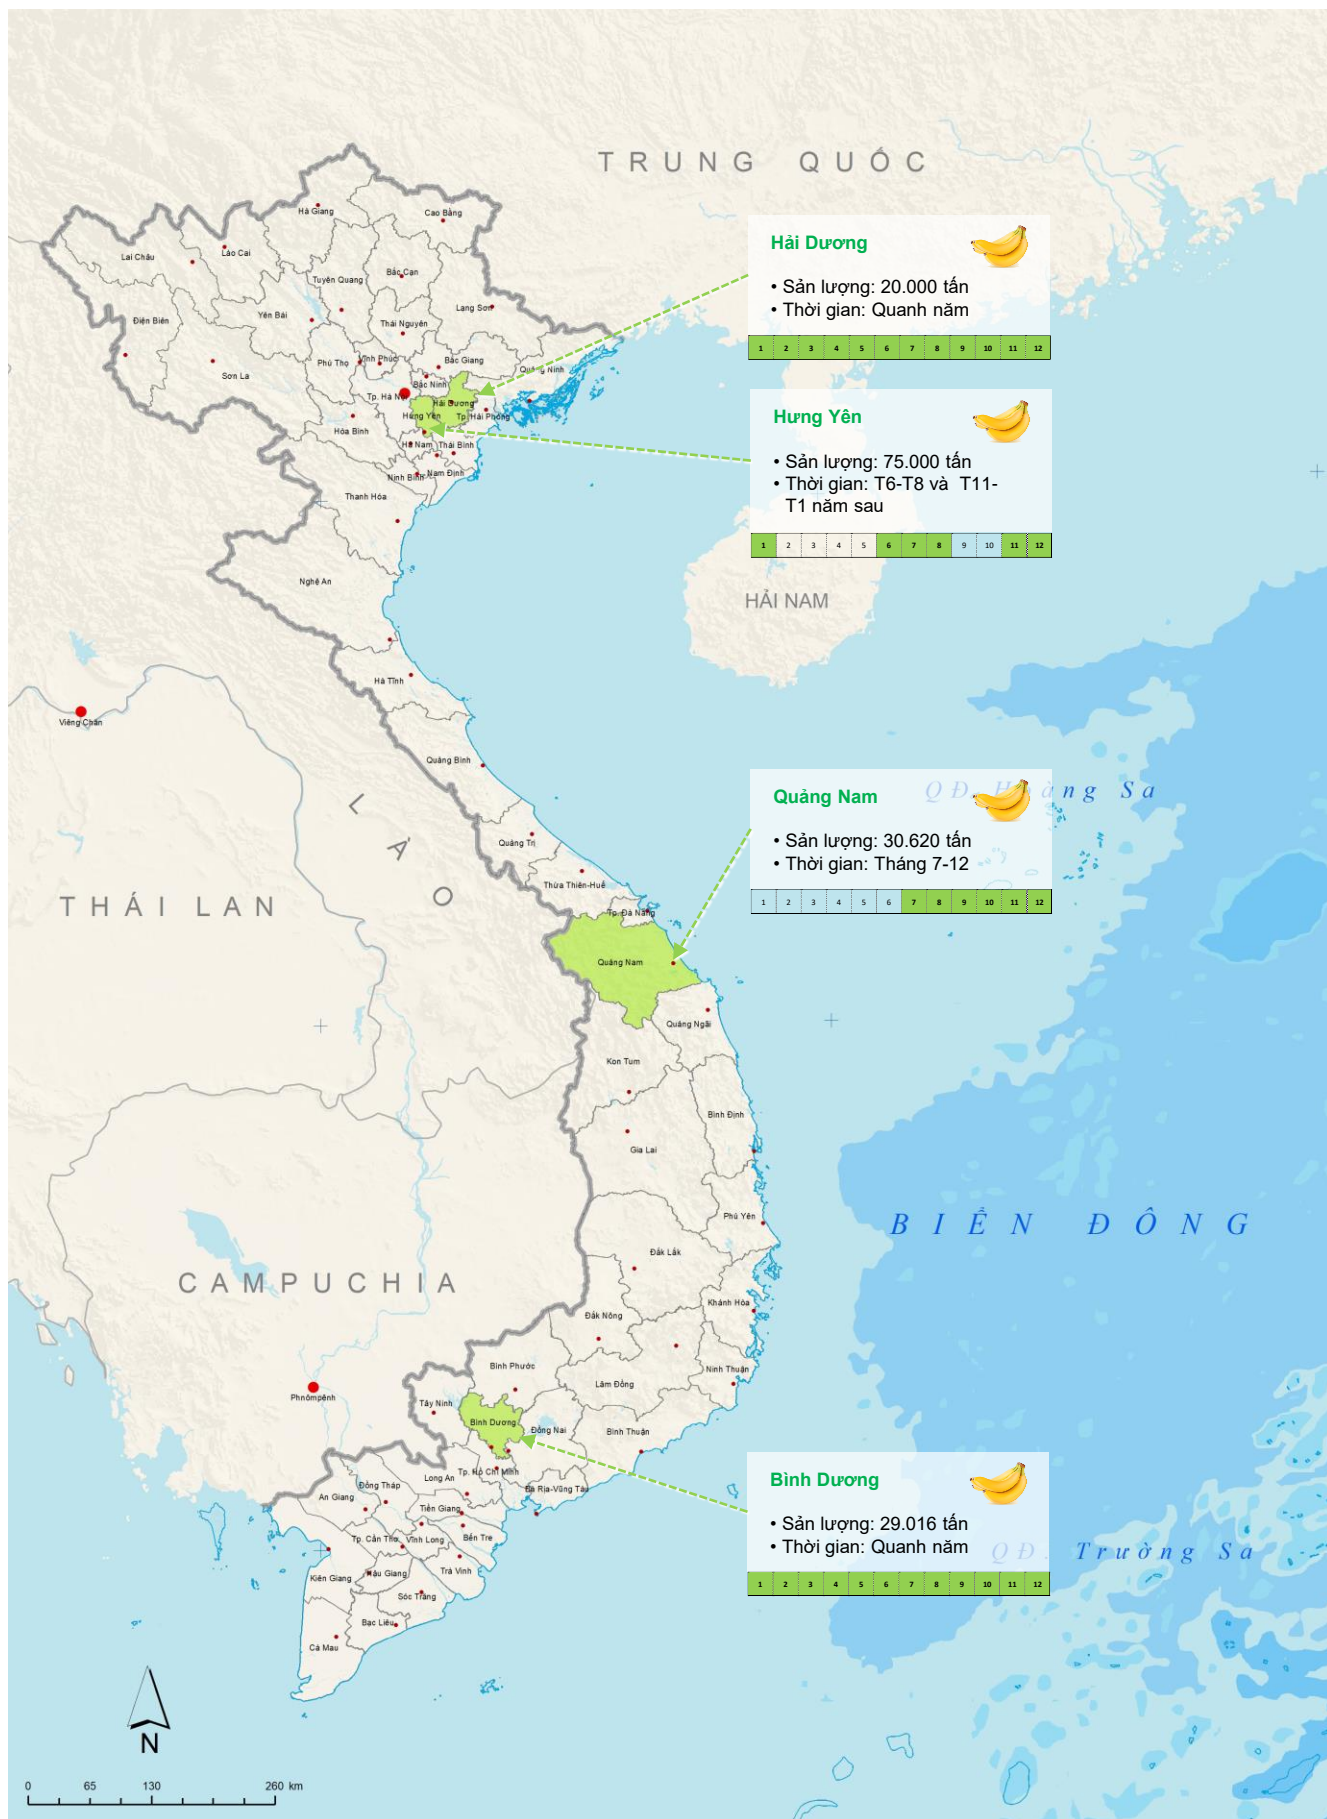 TRUNG QUỐC
Hà Giang
Cao Bằng
Lai Châu
Lào Cai
Bắc Cạn
Tuyên Quang
Lạng Sơn
Điện Biên
Yên Bái
Thái Nguyên
Phú Thọ
Vĩnh Phúc
Bắc Giang
Quảng Ninh
Sơn La
Bắc Ninh
Tp. Hà Nội
Hải Dương
Hưng Yên
Tp. Hải Phòng
Hòa Bình
Hà Nam
Thái Bình
Ninh Bình
Nam Định
Thanh Hóa
Nghệ An
Hà Tĩnh
Viêng Chăn
Quảng Bình
Quảng Trị
Thừa Thiên-Huế
Tp. Đà Nẵng
LÀO
THÁI LAN
Quảng Nam
Quảng Ngãi
Kon Tum
Bình Định
Gia Lai
Phú Yên
Đắk Lắk
CAMPUCHIA
Khánh Hòa
Đắk Nông
Bình Phước
Ninh Thuận
Lâm Đồng
Phnômpênh
Tây Ninh
Bình Dương
Đồng Nai
Bình Thuận
Tp. Hồ Chí Minh
Long An
Bà Rịa-Vũng Tàu
Đồng Tháp
An Giang
Tiền Giang
Tp. Cần Thơ
Vĩnh Long
Bến Tre
Kiên Giang
Hậu Giang
Trà Vinh
Sóc Trăng
Bạc Liêu
Cà Mau
HẢI NAM
QĐ. Hoàng Sa
BIỂN ĐÔNG
QĐ. Trường Sa
Hải Dương
• Sản lượng: 20.000 tấn
• Thời gian: Quanh năm
1 2 3 4 5 6 7 8 9 10 11 12
Hưng Yên
• Sản lượng: 75.000 tấn
• Thời gian: T6-T8 và T11-
T1 năm sau
1 2 3 4 5 6 7 8 9 10 11 12
Quảng Nam
• Sản lượng: 30.620 tấn
• Thời gian: Tháng 7-12
1 2 3 4 5 6 7 8 9 10 11 12
Bình Dương
• Sản lượng: 29.016 tấn
• Thời gian: Quanh năm
1 2 3 4 5 6 7 8 9 10 11 12
N
0 65 130 260 km